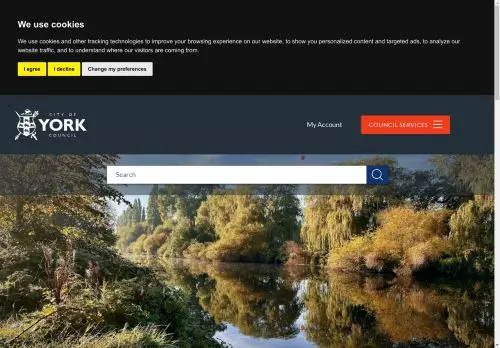 We use cookies
We use cookies and other tracking technologies to improve your browsing experience on our website, to show you personalized content and targeted ads, to analyze our
website traffic, and to understand where our visitors are coming from.
I agree I decline Change my preferences
CITY OF
YORK
COUNCIL
My Account
COUNCIL SERVICES
Search